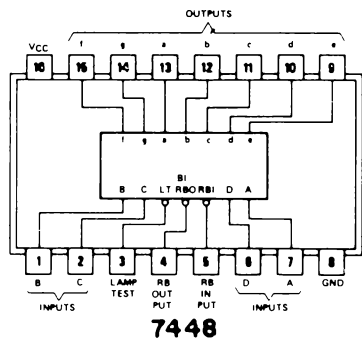 OUTPUTS
VCC f g a b c d e
16 15 14 13 12 11 10 9
f g a b c d e
BI
B C LT RBO RBI D A
1 2 3 4 5 6 7 8
B C LAMP TEST RB OUT PUT RB IN PUT D A GND
INPUTS INPUTS
7448